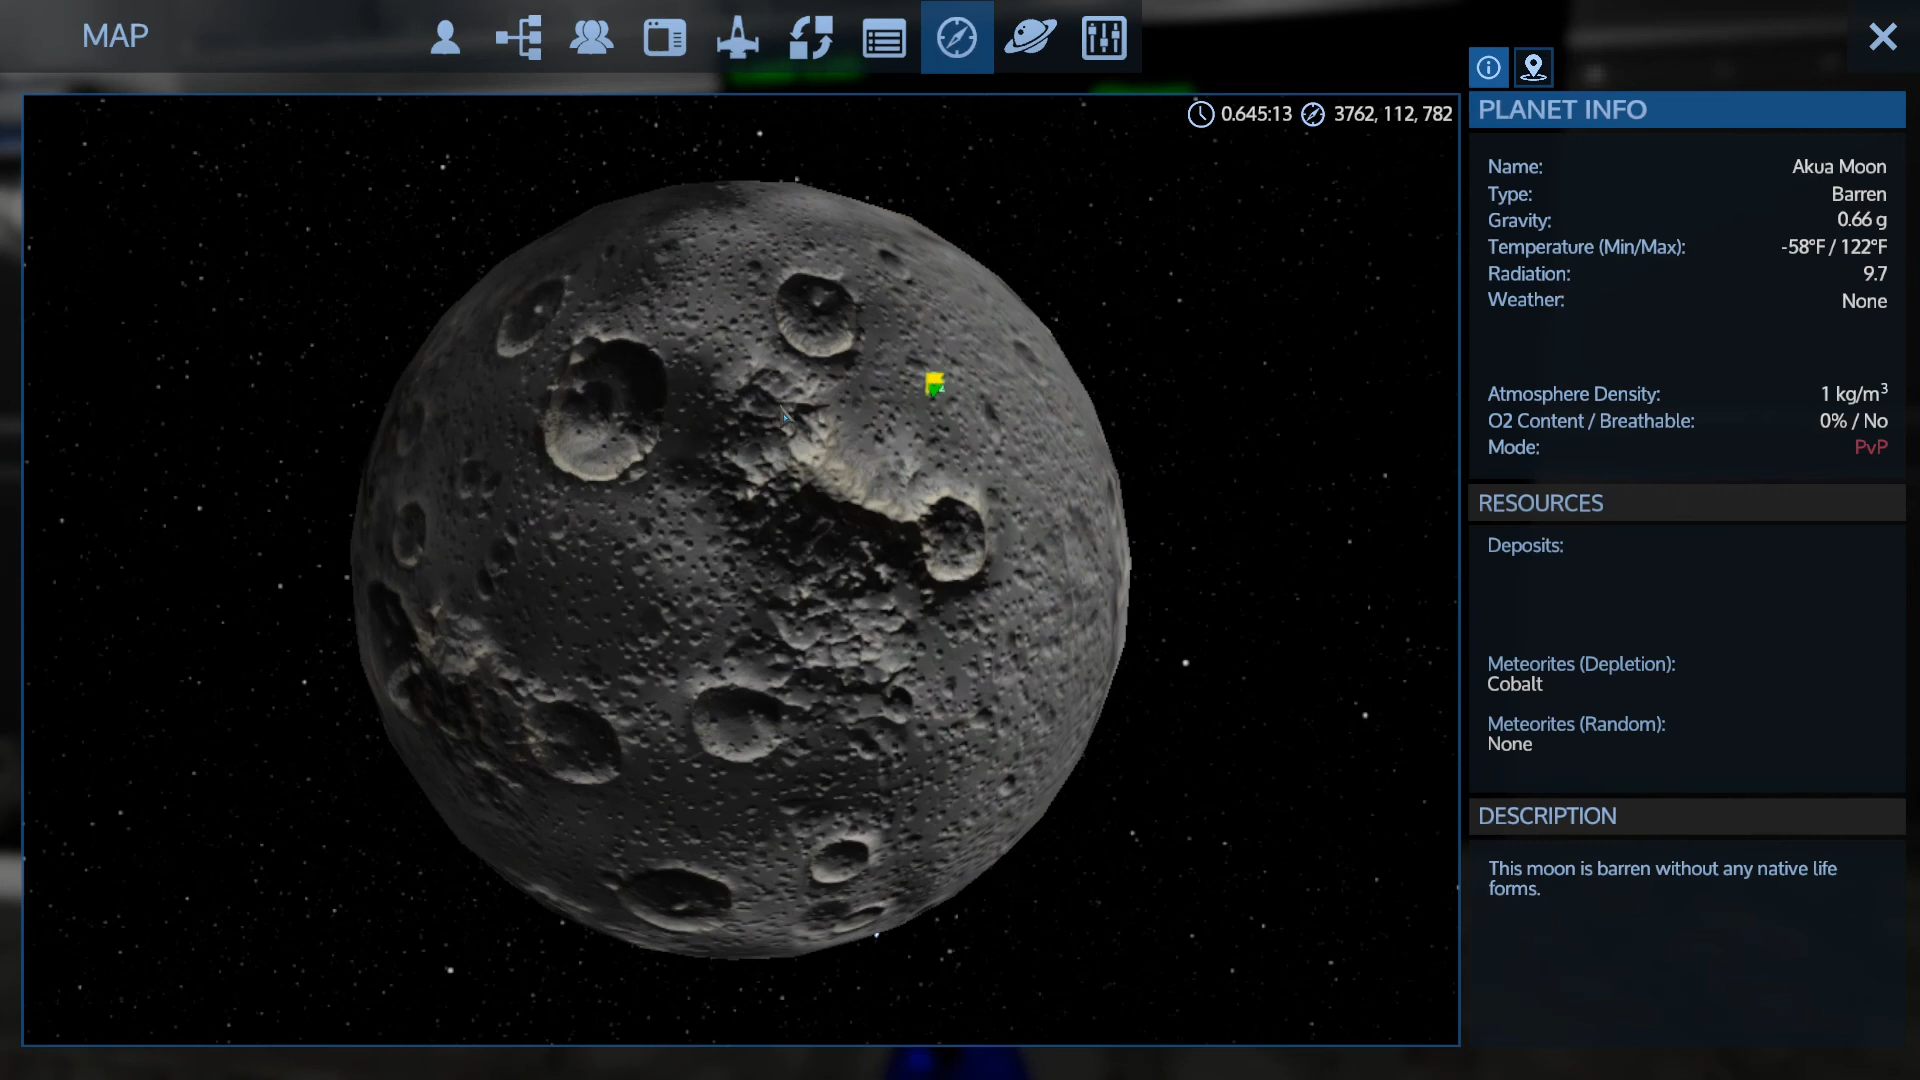 MAP
0.645:13
3762, 112, 782
PLANET INFO
Name: Akua Moon
Type: Barren
Gravity: 0.66 g
Temperature (Min/Max): -58°F / 122°F
Radiation: 9.7
Weather: None
Atmosphere Density: 1 kg/m³
O2 Content / Breathable: 0% / No
Mode: PvP
RESOURCES
Deposits:
Meteorites (Depletion):
Cobalt
Meteorites (Random):
None
DESCRIPTION
This moon is barren without any native life
forms.